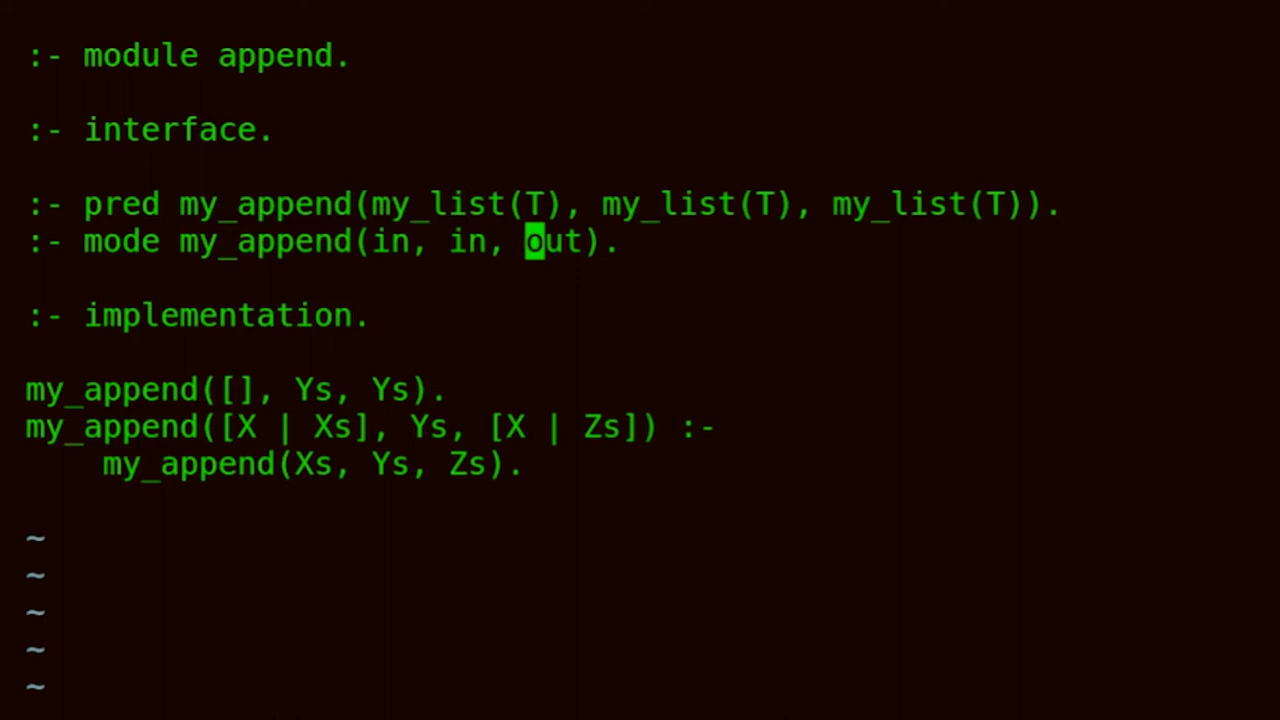 :- module append.
:- interface.
:- pred my_append(my_list(T), my_list(T), my_list(T)).
:- mode my_append(in, in, out).
:- implementation.
my_append([], Ys, Ys).
my_append([X | Xs], Ys, [X | Zs]) :-
    my_append(Xs, Ys, Zs).
~
~
~
~
~